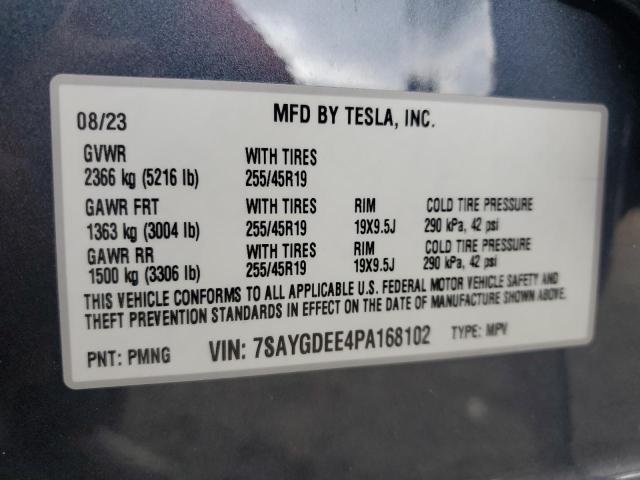 08/23 MFD BY TESLA, INC.
GVWR WITH TIRES
2366 kg (5216 lb) 255/45R19
GAWR FRT WITH TIRES RIM COLD TIRE PRESSURE
1363 kg (3004 lb) 255/45R19 19X9.5J 290 kPa, 42 psi
GAWR RR WITH TIRES RIM COLD TIRE PRESSURE
1500 kg (3306 lb) 255/45R19 19X9.5J 290 kPa, 42 psi
THIS VEHICLE CONFORMS TO ALL APPLICABLE U.S. FEDERAL MOTOR VEHICLE SAFETY AND
THEFT PREVENTION STANDARDS IN EFFECT ON THE DATE OF MANUFACTURE SHOWN ABOVE.
PNT: PMNG VIN: 7SAYGDEE4PA168102 TYPE: MPV